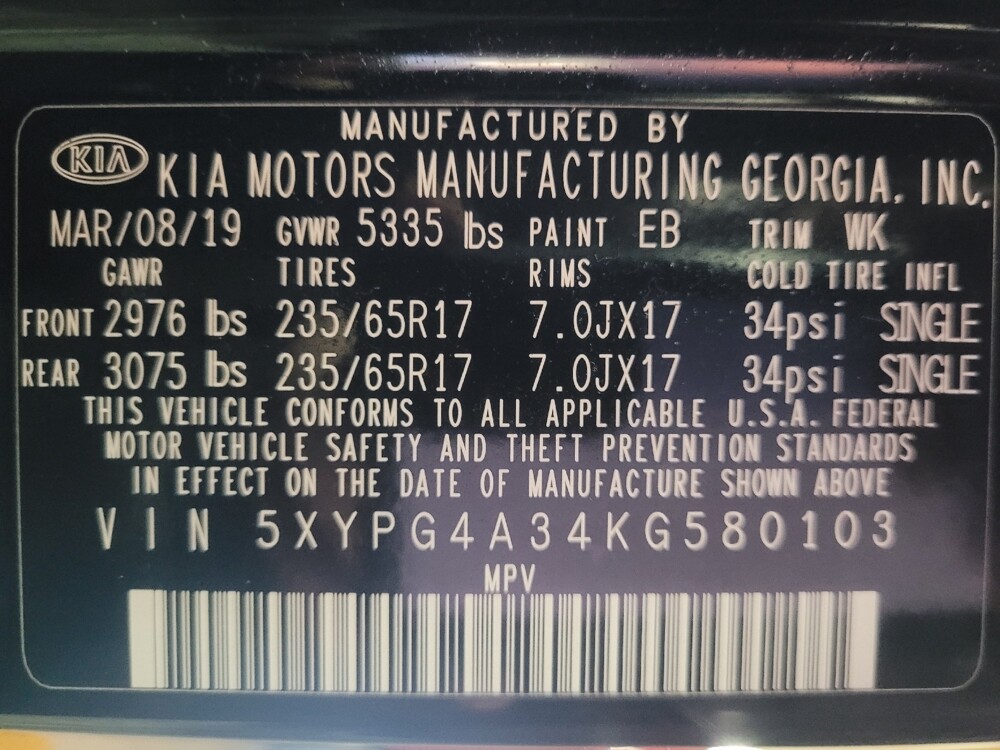 MANUFACTURED BY
KIA KIA MOTORS MANUFACTURING GEORGIA, INC.
MAR/08/19 GVWR 5335 lbs PAINT EB TRIM WK
GAWR TIRES RIMS COLD TIRE INFL
FRONT 2976 lbs 235/65R17 7.0JX17 34psi SINGLE
REAR 3075 lbs 235/65R17 7.0JX17 34psi SINGLE
THIS VEHICLE CONFORMS TO ALL APPLICABLE U.S.A. FEDERAL
MOTOR VEHICLE SAFETY AND THEFT PREVENTION STANDARDS
IN EFFECT ON THE DATE OF MANUFACTURE SHOWN ABOVE
VIN 5XYPG4A34KG580103
MPV